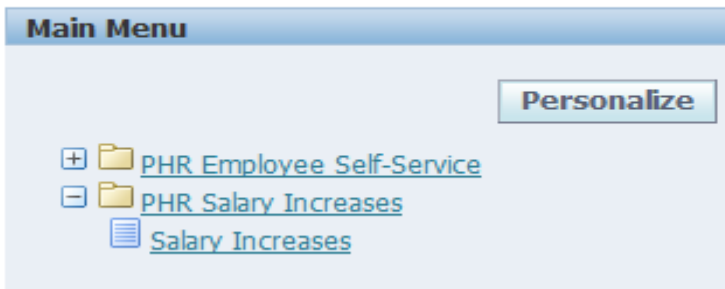 Main Menu
Personalize
PHR Employee Self-Service
PHR Salary Increases
Salary Increases